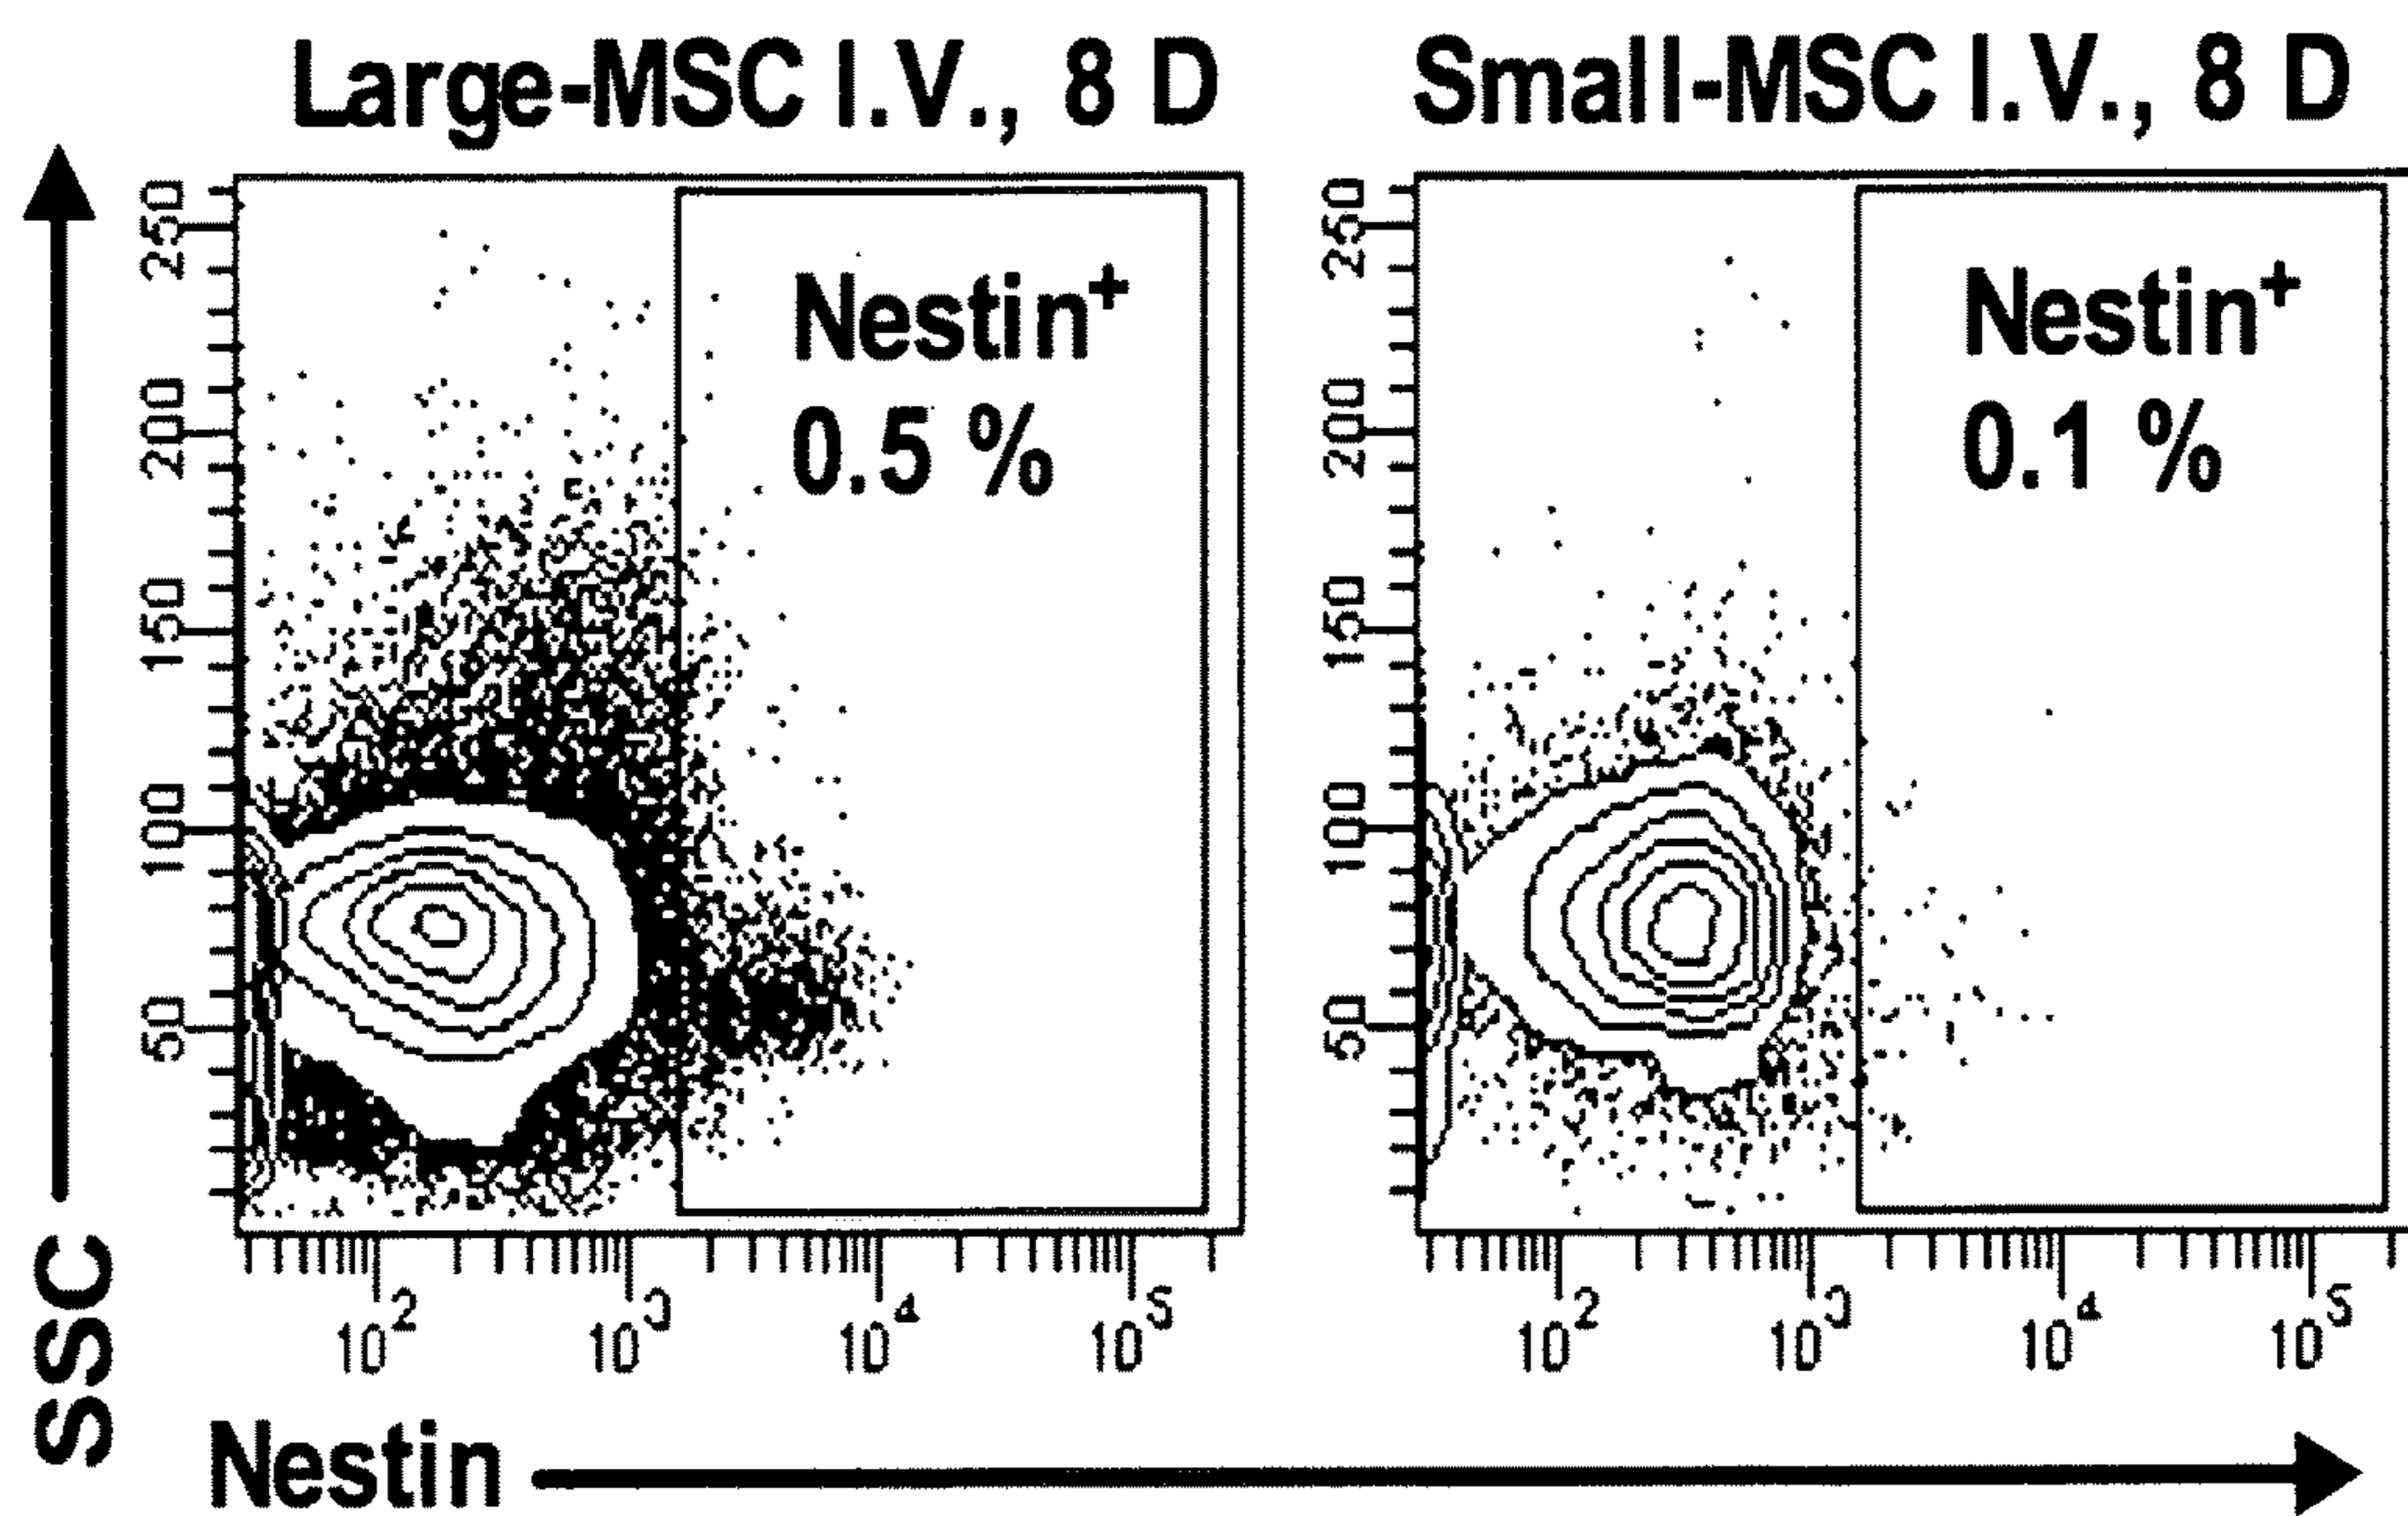 Large-MSC I.V., 8 D
Small-MSC I.V., 8 D
Nestin⁺
0.5 %
Nestin⁺
0.1 %
250
200
150
100
50
250
200
150
100
50
10² 10³ 10⁴ 10⁵
10² 10³ 10⁴ 10⁵
SSC
Nestin